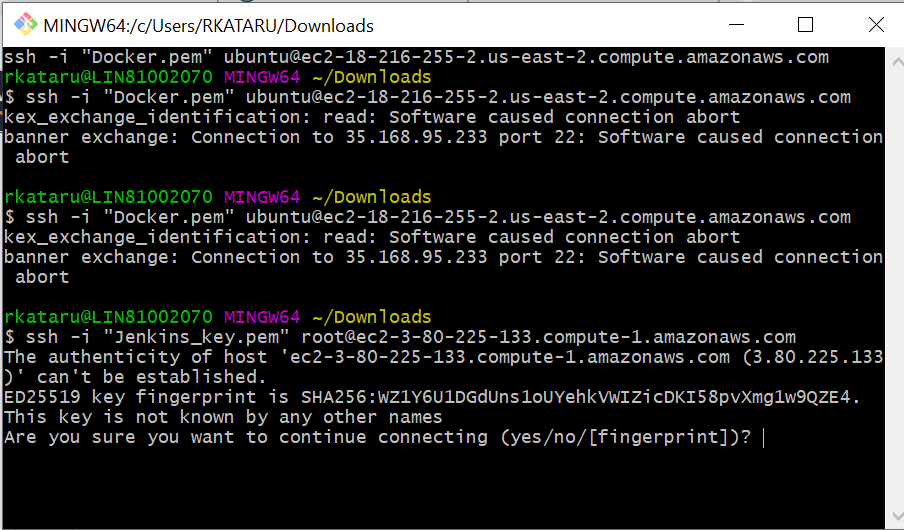 MINGW64:/c/Users/RKATARU/Downloads
ssh -i "Docker.pem" ubuntu@ec2-18-216-255-2.us-east-2.compute.amazonaws.com
rkataru@LIN81002070 MINGW64 ~/Downloads
$ ssh -i "Docker.pem" ubuntu@ec2-18-216-255-2.us-east-2.compute.amazonaws.com
kex_exchange_identification: read: Software caused connection abort
banner exchange: Connection to 35.168.95.233 port 22: Software caused connection
 abort
rkataru@LIN81002070 MINGW64 ~/Downloads
$ ssh -i "Docker.pem" ubuntu@ec2-18-216-255-2.us-east-2.compute.amazonaws.com
kex_exchange_identification: read: Software caused connection abort
banner exchange: Connection to 35.168.95.233 port 22: Software caused connection
 abort
rkataru@LIN81002070 MINGW64 ~/Downloads
$ ssh -i "Jenkins_key.pem" root@ec2-3-80-225-133.compute-1.amazonaws.com
The authenticity of host 'ec2-3-80-225-133.compute-1.amazonaws.com (3.80.225.133
)' can't be established.
ED25519 key fingerprint is SHA256:WZ1Y6U1DGdUns1oUYehkVWIZicDKI58pvXmg1w9QZE4.
This key is not known by any other names
Are you sure you want to continue connecting (yes/no/[fingerprint])?